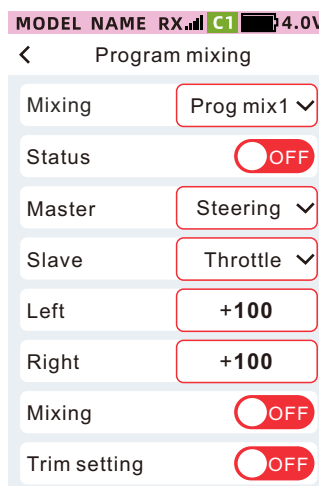 MODEL NAME RX C1 4.0V
Program mixing
Mixing Prog mix1
Status OFF
Master Steering
Slave Throttle
Left +100
Right +100
Mixing OFF
Trim setting OFF